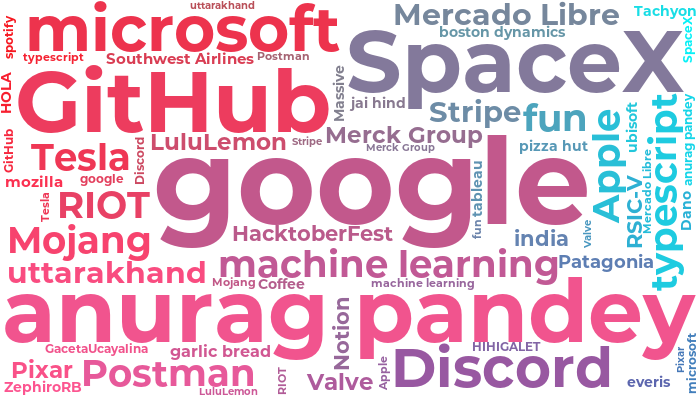 uttarakhand
microsoft
Mercado Libre
Tachyon
spotify
boston dynamics
SpaceX
typescript
Southwest Airlines
Postman
SpaceX
HOLA
GitHub
Massive
jai hind
Stripe
fun
Apple
ubisoft
typescript
anurag pandey
GitHub
Tesla
Discord
LuluLemon
Stripe
Merck Group
Merck Group
pizza hut
mozilla
google
google
RIOT
Tesla
fun
tableau
RSIC-V
Mercado Libre
Dano
Mojang
HacktoberFest
india
Valve
uttarakhand
machine learning
Patagonia
Mojang
Coffee
machine learning
anurag pandey
GacetaUcayalina
garlic bread
Notion
HIHIGALET
Pixar
Postman
RIOT
Valve
Apple
Discord
everis
Pixar
microsoft
ZephiroRB
LuluLemon